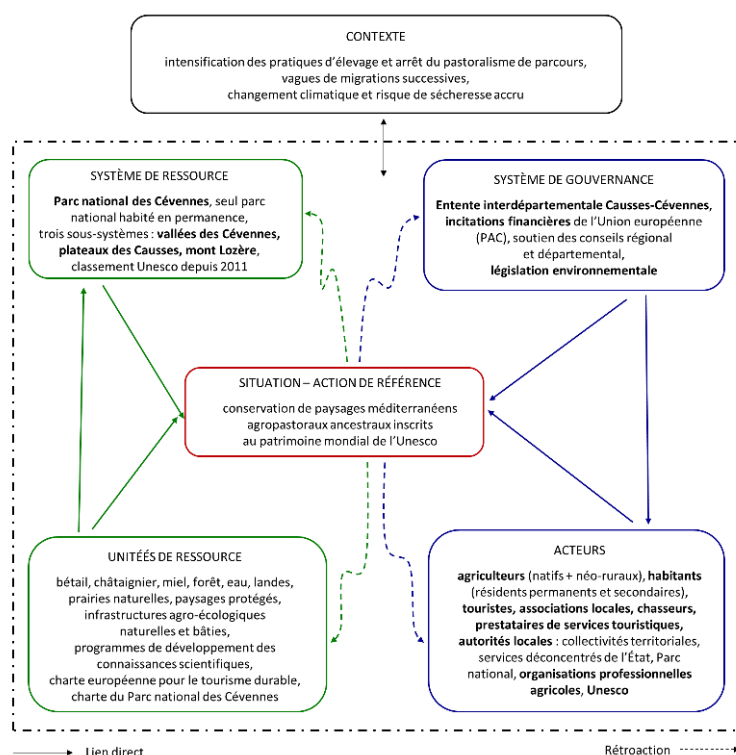 CONTEXTE
intensification des pratiques d'élevage et arrêt du pastoralisme de parcours,
vagues de migrations successives,
changement climatique et risque de sécheresse accru
SYSTÈME DE RESSOURCE
Parc national des Cévennes, seul parc
national habité en permanence,
trois sous-systèmes : vallées des Cévennes,
plateaux des Causses, mont Lozère,
classement Unesco depuis 2011
SYSTÈME DE GOUVERNANCE
Entente interdépartementale Causses-Cévennes,
incitations financières de l'Union européenne
(PAC), soutien des conseils régional
et départemental,
législation environnementale
SITUATION – ACTION DE RÉFÉRENCE
conservation de paysages méditerranéens
agropastoraux ancestraux inscrits
au patrimoine mondial de l'Unesco
UNITÉÉS DE RESSOURCE
bétail, châtaignier, miel, forêt, eau, landes,
prairies naturelles, paysages protégés,
infrastructures agro-écologiques
naturelles et bâties,
programmes de développement des
connaissances scientifiques,
charte européenne pour le tourisme durable,
charte du Parc national des Cévennes
ACTEURS
agriculteurs (natifs + néo-ruraux), habitants
(résidents permanents et secondaires),
touristes, associations locales, chasseurs,
prestataires de services touristiques,
autorités locales : collectivités territoriales,
services déconcentrés de l'État, Parc
national, organisations professionnelles
agricoles, Unesco
Lien direct
Rétroaction